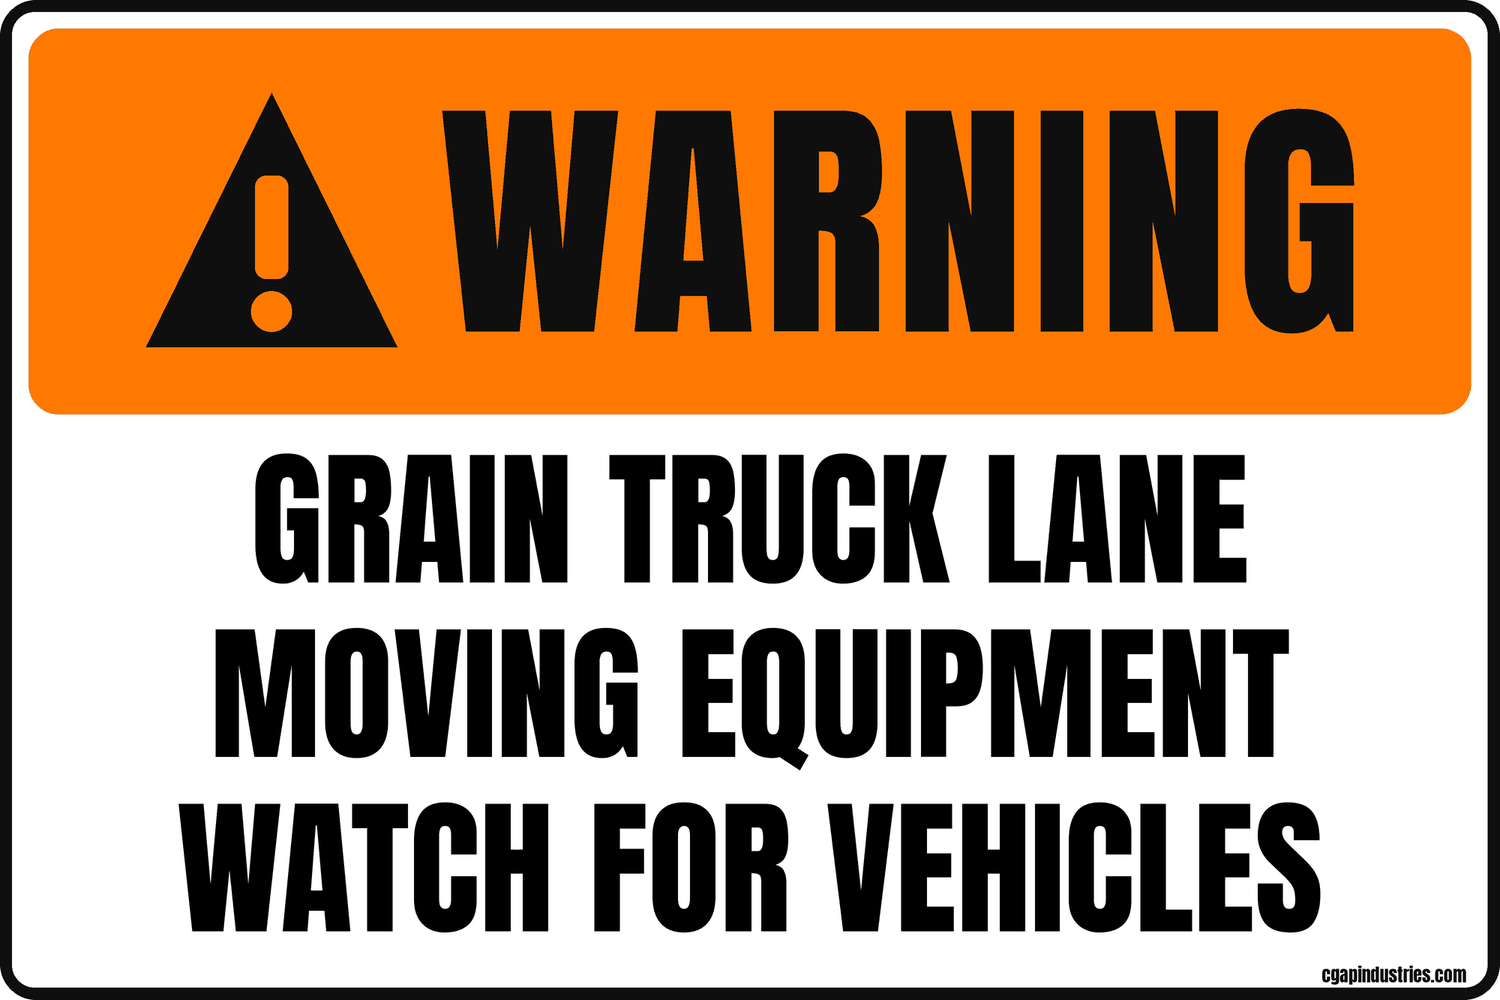 WARNING
GRAIN TRUCK LANE
MOVING EQUIPMENT
WATCH FOR VEHICLES
cgapindustries.com